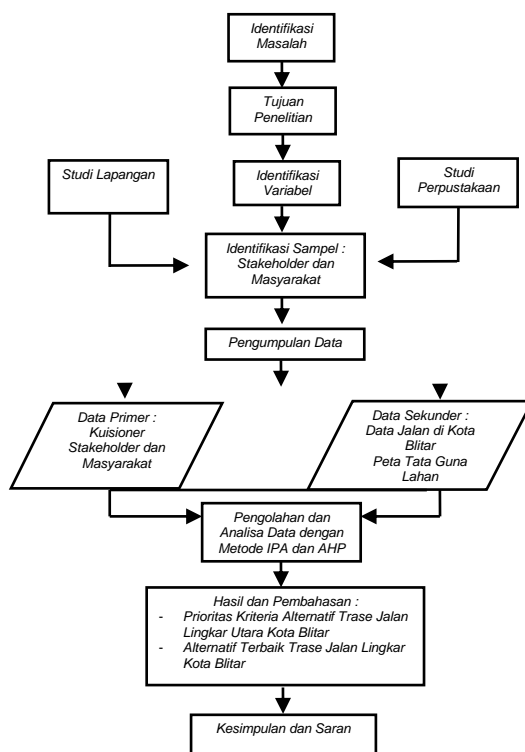 Identifikasi
Masalah
Tujuan
Penelitian
Studi Lapangan
Identifikasi
Variabel
Studi
Perpustakaan
Identifikasi Sampel :
Stakeholder dan
Masyarakat
Pengumpulan Data
Data Primer :
Kuisioner
Stakeholder dan
Masyarakat
Data Sekunder :
Data Jalan di Kota
Blitar
Peta Tata Guna
Lahan
Pengolahan dan
Analisa Data dengan
Metode IPA dan AHP
Hasil dan Pembahasan :
- Prioritas Kriteria Alternatif Trase Jalan
Lingkar Utara Kota Blitar
- Alternatif Terbaik Trase Jalan Lingkar
Kota Blitar
Kesimpulan dan Saran